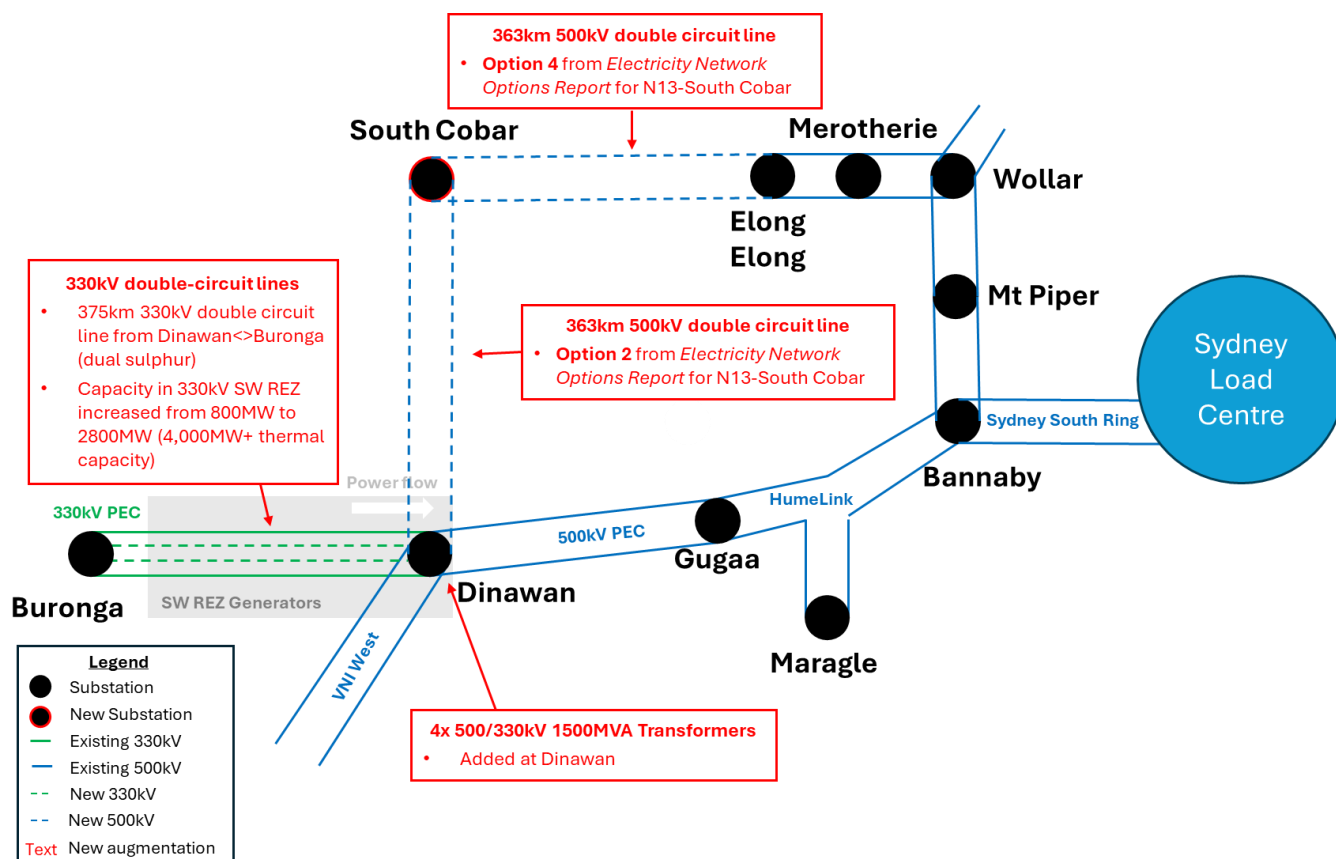 363km 500kV double circuit line
• Option 4 from Electricity Network
Options Report for N13-South Cobar
South Cobar
Merotherie
Wollar
Elong
Elong
330kV double-circuit lines
• 375km 330kV double circuit
line from Dinawan<>Buronga
(dual sulphur)
• Capacity in 330kV SW REZ
increased from 800MW to
2800MW (4,000MW+ thermal
capacity)
363km 500kV double circuit line
• Option 2 from Electricity Network
Options Report for N13-South Cobar
Mt Piper
Sydney
Load
Centre
Sydney South Ring
Bannaby
Power flow
330kV PEC
HumeLink
500kV PEC
Gugaa
Buronga
SW REZ Generators
Dinawan
Maragle
VNI West
4x 500/330kV 1500MVA Transformers
• Added at Dinawan
Legend
Substation
New Substation
Existing 330kV
Existing 500kV
New 330kV
New 500kV
Text New augmentation